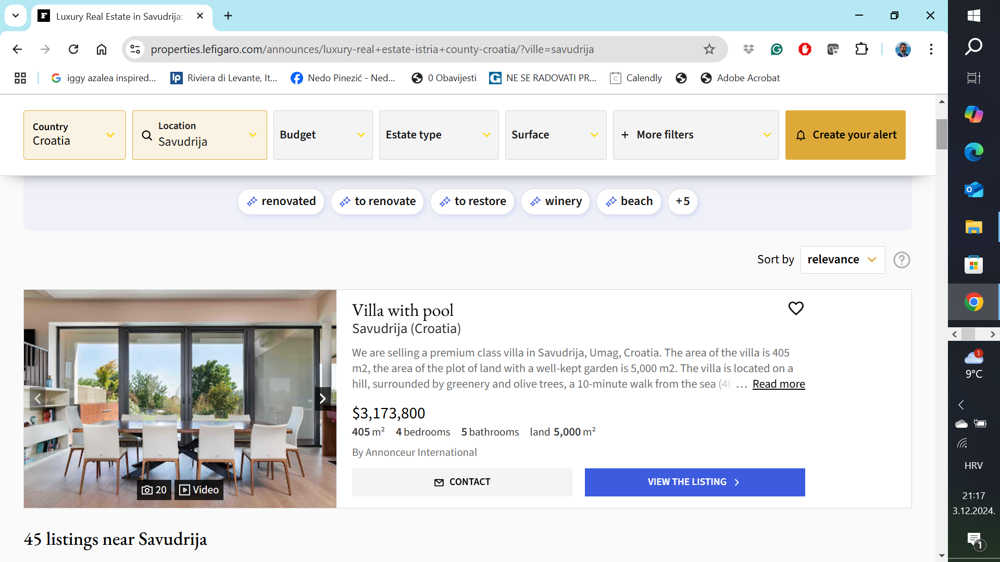 Luxury Real Estate in Savudrija:
properties.lefigaro.com/announces/luxury-real+estate-istria+county-croatia/?ville=savudrija
iggy azalea inspired...
Riviera di Levante, It...
Nedo Pinezić - Ned...
0 Obavijesti
NE SE RADOVATI PR...
Calendly
Adobe Acrobat
Country
Croatia
Location
Savudrija
Budget
Estate type
Surface
+ More filters
Create your alert
renovated
to renovate
to restore
winery
beach
+5
Sort by
relevance
?
Villa with pool
Savudrija (Croatia)
We are selling a premium class villa in Savudrija, Umag, Croatia. The area of the villa is 405
m2, the area of the plot of land with a well-kept garden is 5,000 m2. The villa is located on a
hill, surrounded by greenery and olive trees, a 10-minute walk from the sea (40 ... Read more
$3,173,800
405 m² 4 bedrooms 5 bathrooms land 5,000 m²
By Annonceur International
CONTACT
VIEW THE LISTING
20
Video
45 listings near Savudrija
1
9°C
HRV
21:17
3.12.2024.
1